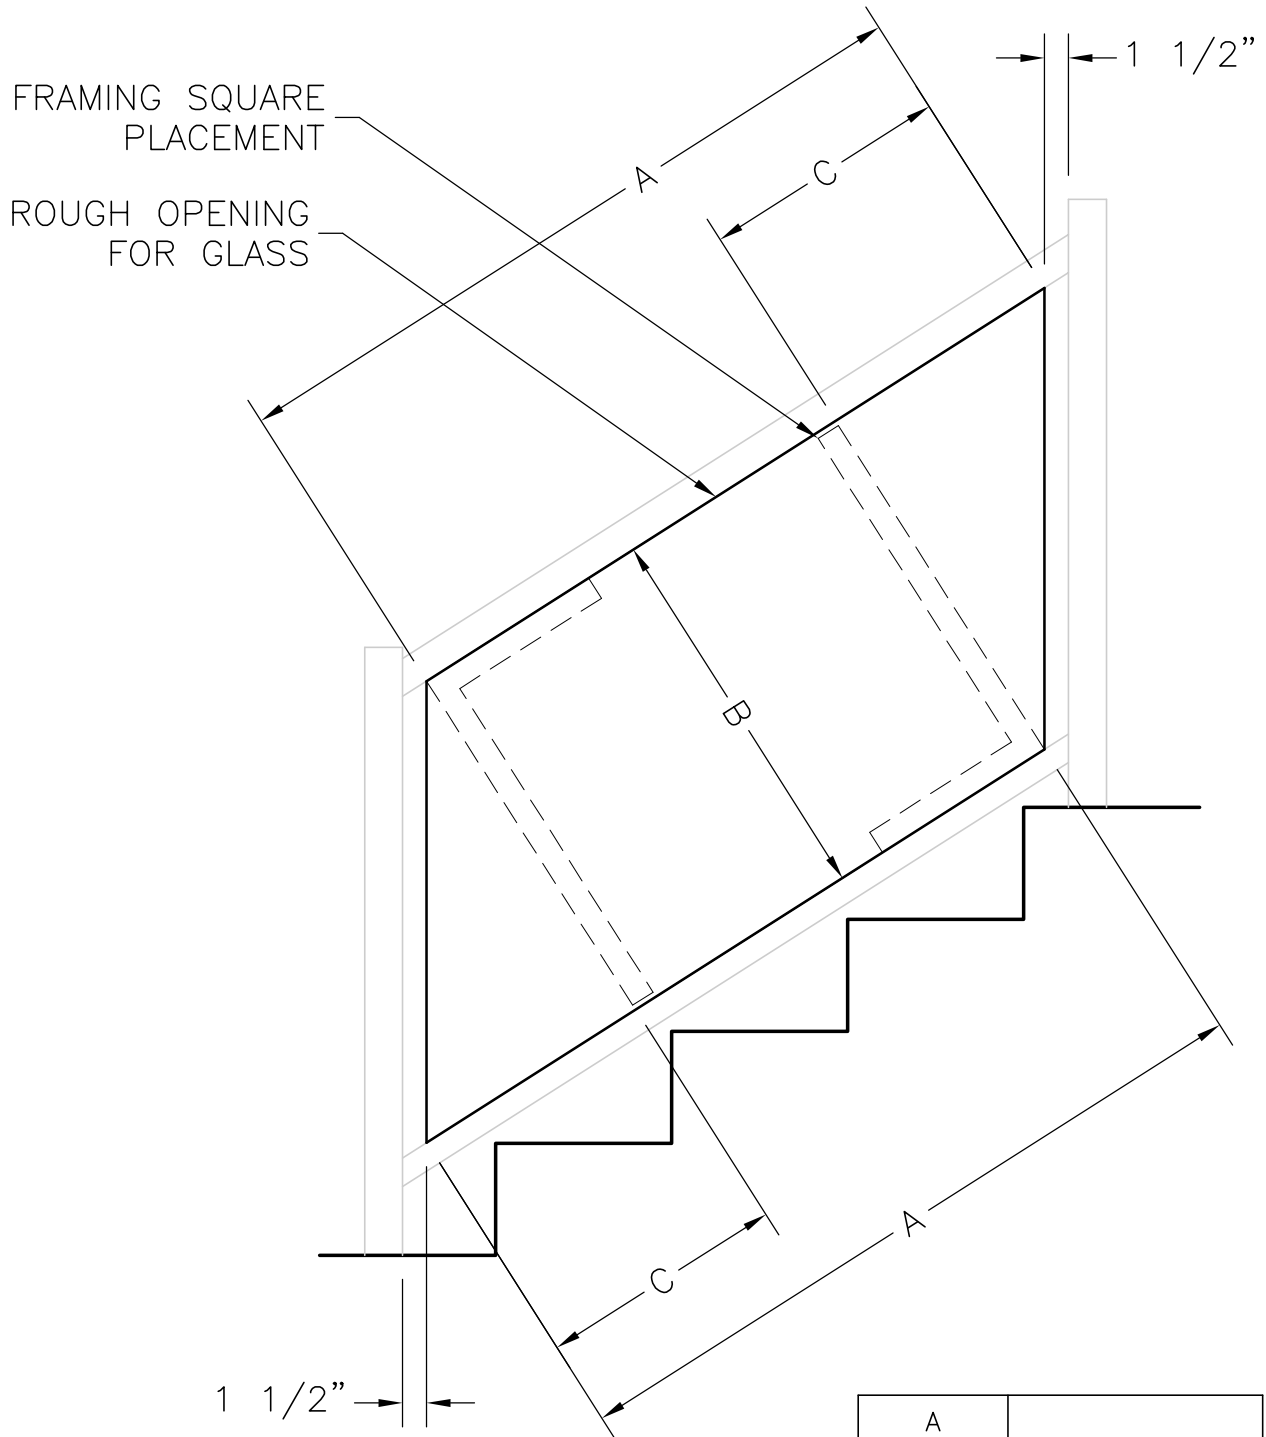 1 1/2”
FRAMING SQUARE
PLACEMENT
A
C
ROUGH OPENING
FOR GLASS
B
A
C
1 1/2”
A